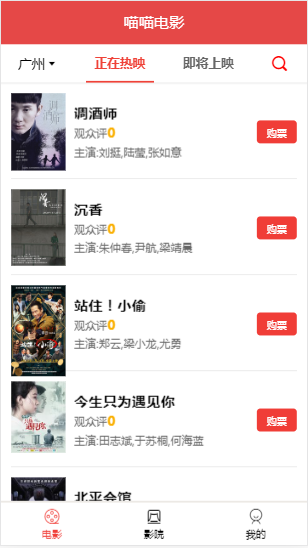 喵喵电影
广州
正在热映
即将上映
调酒师
观众评0
主演:刘挺,陆莹,张如意
购票
沉香
观众评0
主演:朱仲春,尹航,梁靖晨
购票
站住！小偷
观众评0
主演:郑云,梁小龙,尤勇
购票
今生只为遇见你
观众评0
主演:田志斌,于苏桐,何海蓝
购票
北平会馆
电影
影院
我的